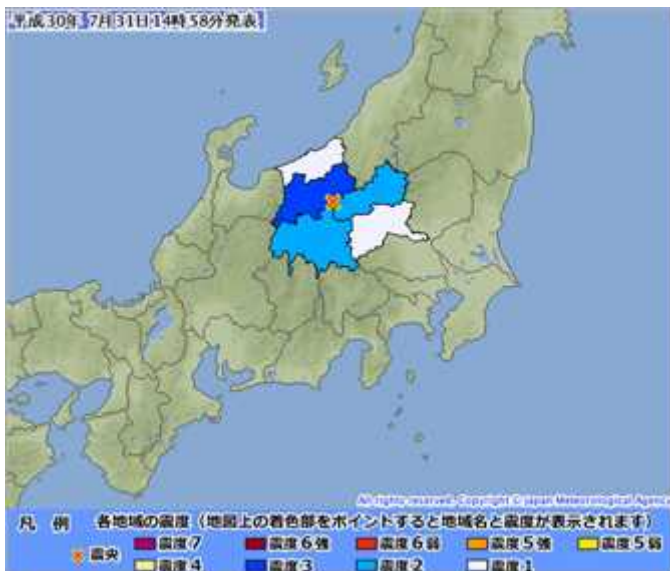 平成30年 7月31日14時58分発表
All rights reserved. Copyright © Japan Meteorological Agency
凡 例 各地域の震度（地図上の着色部をポイントすると地域名と震度が表示されます）
震央 震度7 震度6強 震度6弱 震度5強 震度5弱
震度4 震度3 震度2 震度1